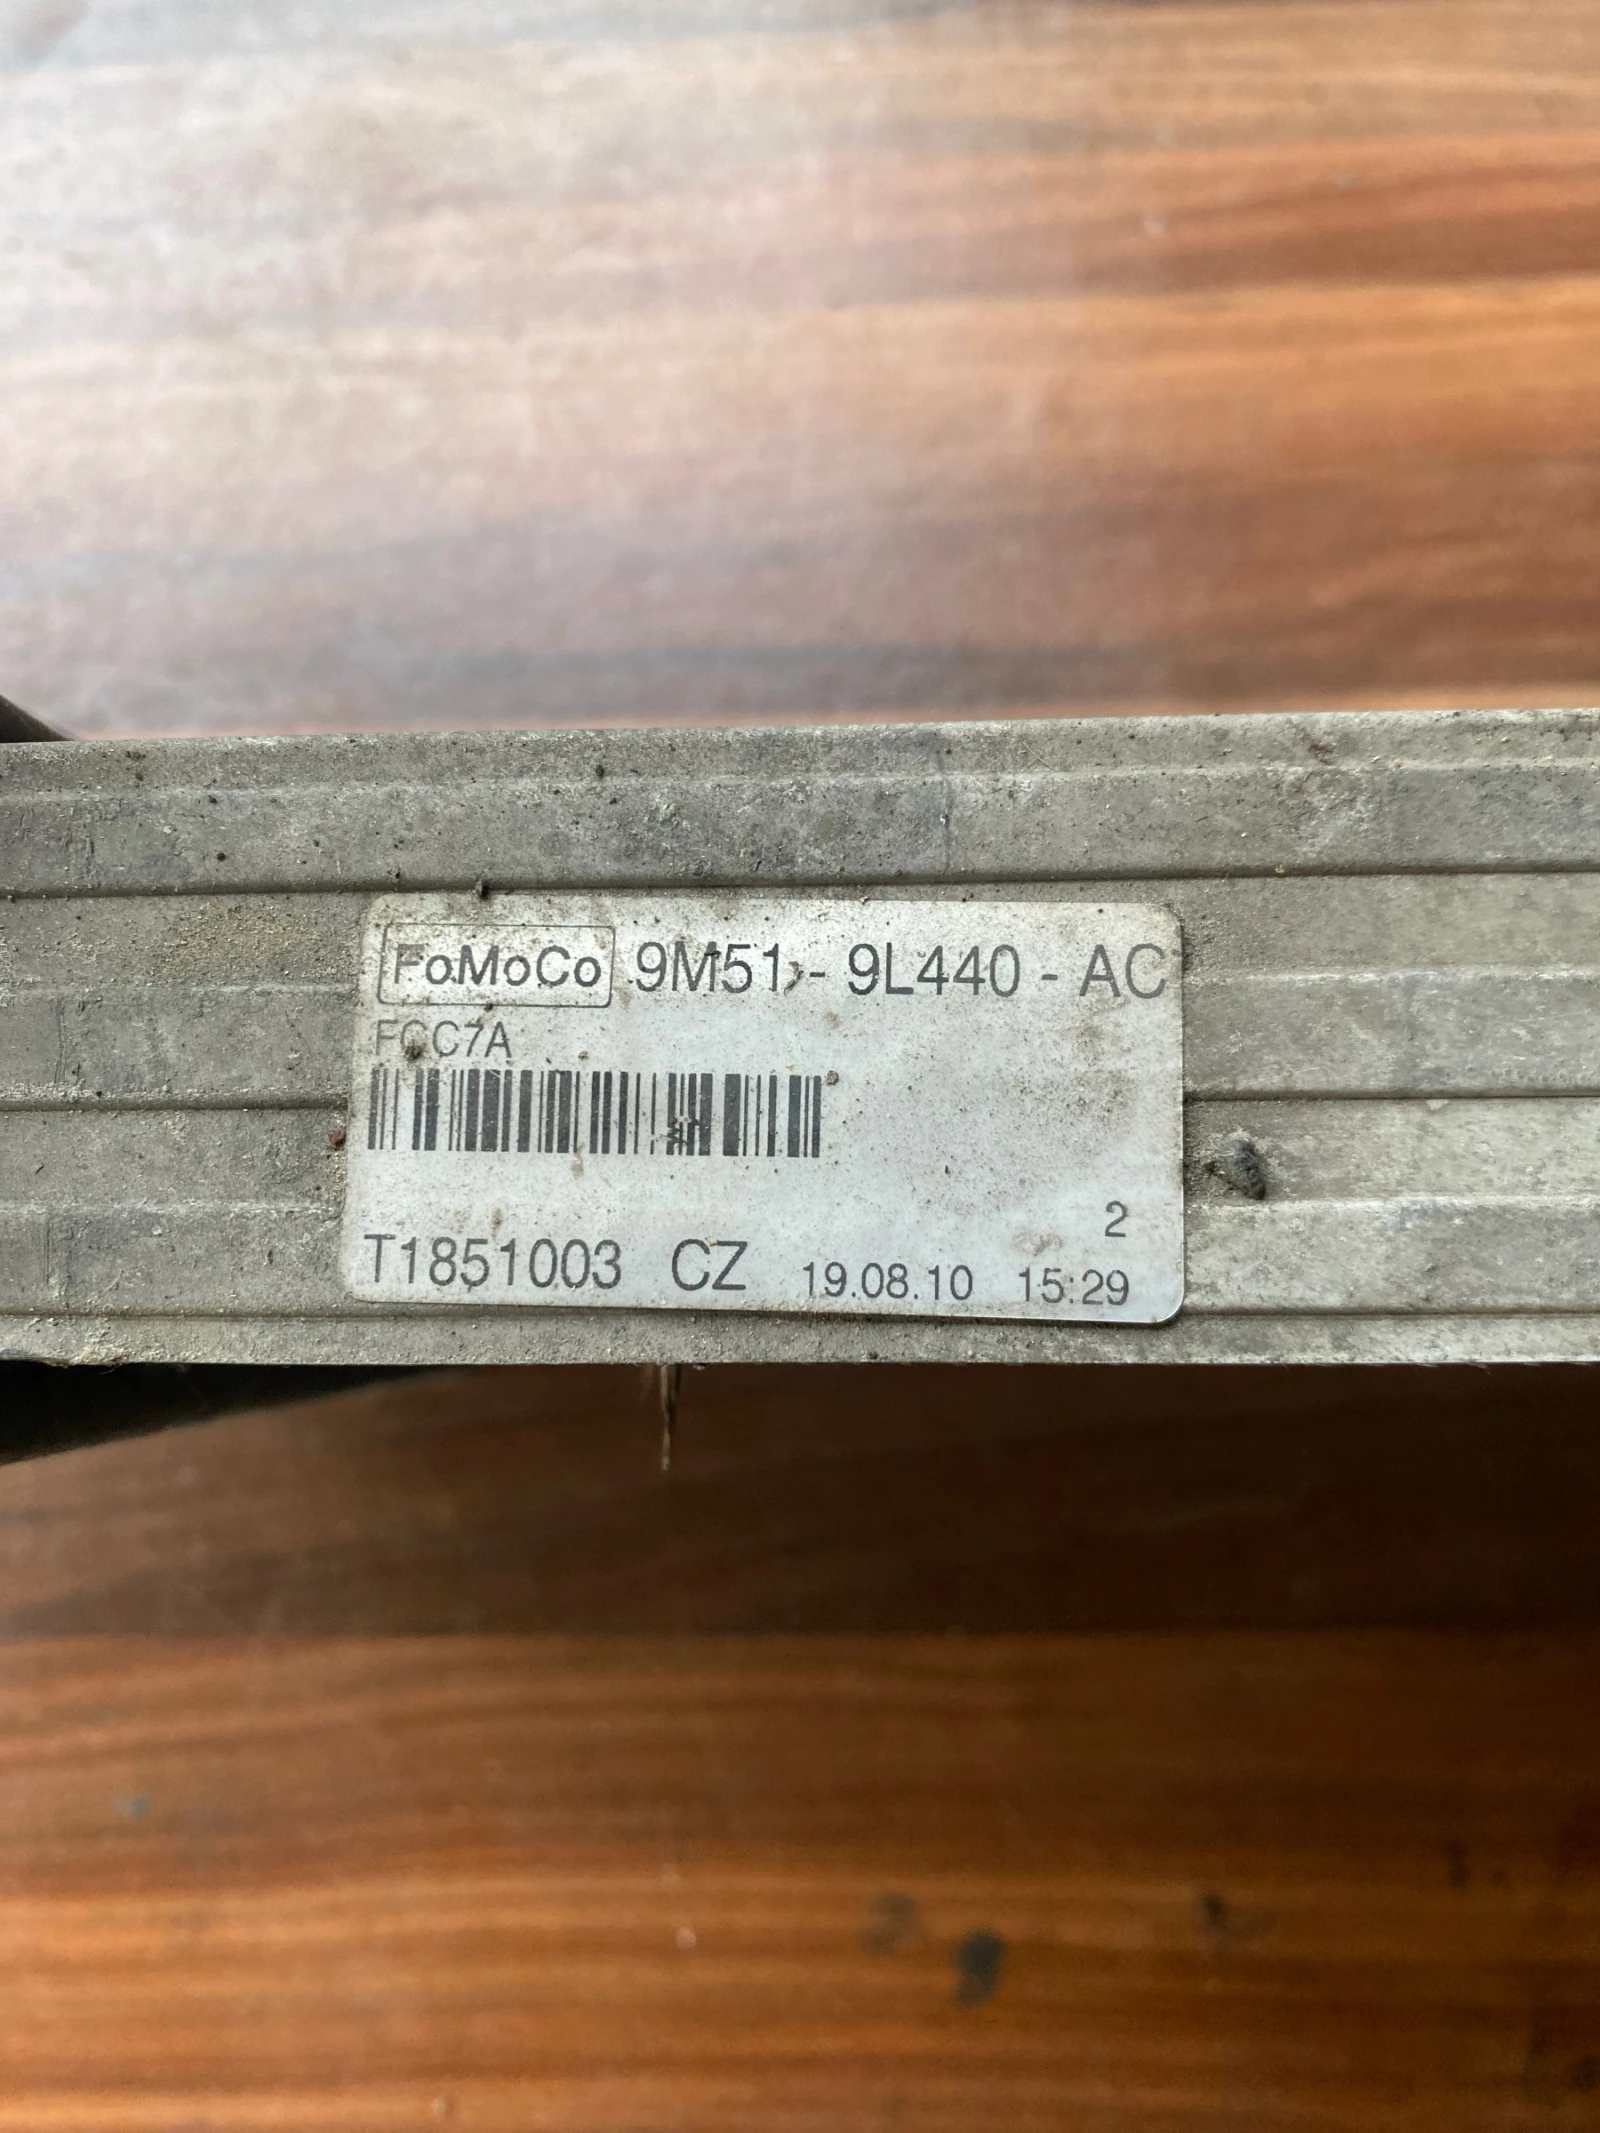 FoMoCo 9M51 - 9L440 - AC
FCC7A
2
T1851003 CZ 19.08.10 15:29